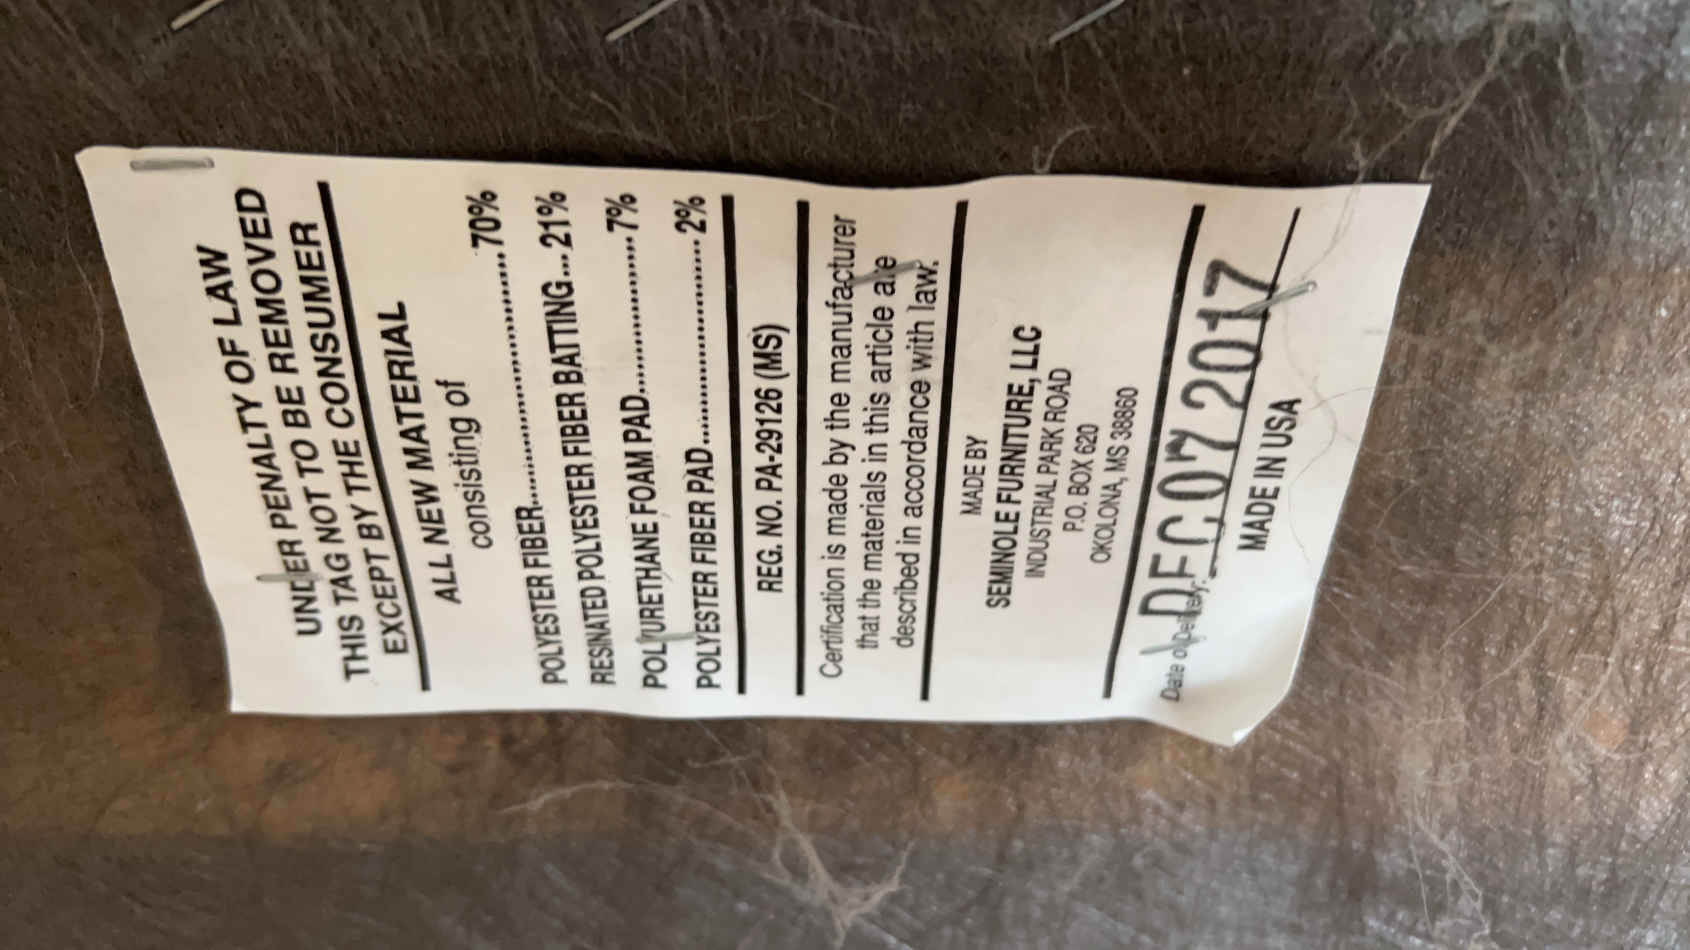 UNDER PENALTY OF LAW
THIS TAG NOT TO BE REMOVED
EXCEPT BY THE CONSUMER
ALL NEW MATERIAL
consisting of
POLYESTER FIBER..............................70%
RESINATED POLYESTER FIBER BATTING...21%
POLYURETHANE FOAM PAD...................7%
POLYESTER FIBER PAD........................2%
REG. NO. PA-29126 (MS)
Certification is made by the manufacturer
that the materials in this article are
described in accordance with law.
MADE BY
SEMINOLE FURNITURE, LLC
INDUSTRIAL PARK ROAD
P.O. BOX 620
OKOLONA, MS 38860
Date of Delivery: DEC 07 2017
MADE IN USA